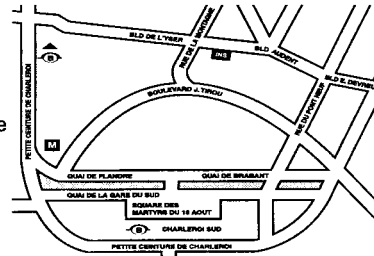 BLD DE L'YSER
RUE DE LA MONTAGNE
INS
BLD AUDENT
BLD E. DEVREUX
PETITE CEINTURE DE CHARLEROI
B
BOULEVARD J. TIROU
RUE DU PONT NEUF
M
QUAI DE FLANDRE
QUAI DE BRABANT
QUAI DE LA GARE DU SUD
SQUARE DES
MARTYRS DU 18 AOUT
B CHARLEROI SUD
PETITE CEINTURE DE CHARLEROI